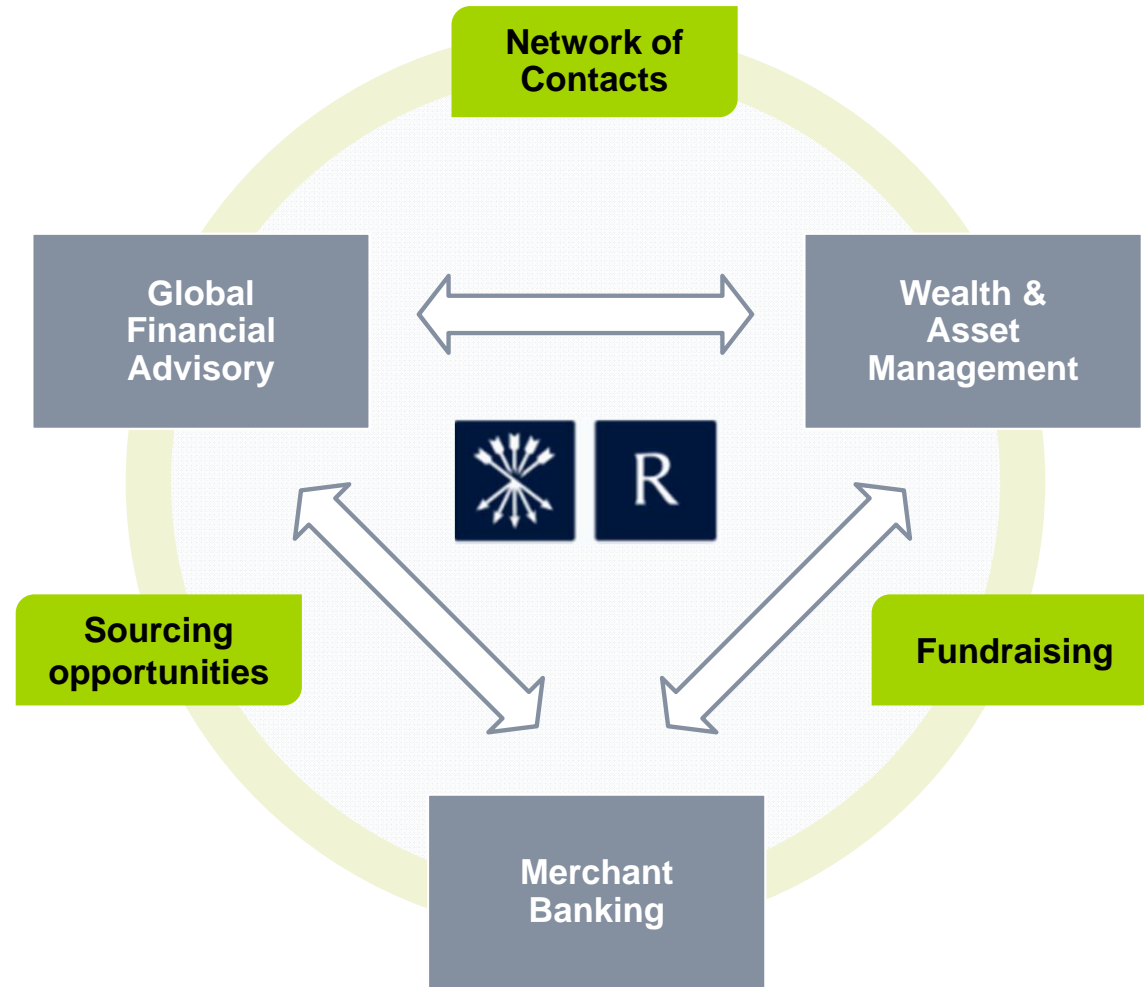 Network of
Contacts
Global
Financial
Advisory
Wealth &
Asset
Management
R
Sourcing
opportunities
Fundraising
Merchant
Banking